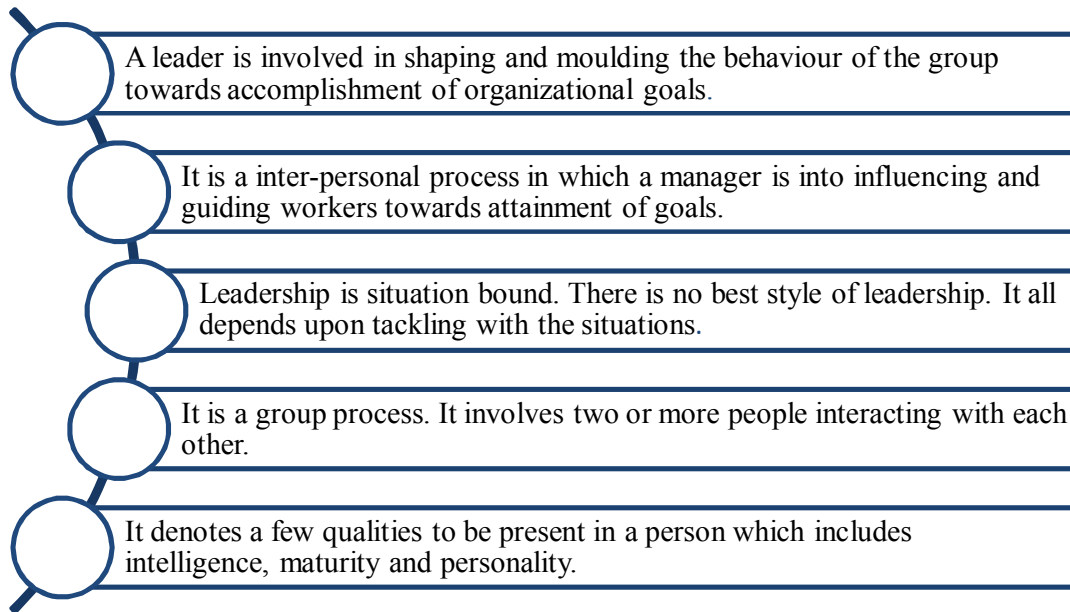 A leader is involved in shaping and moulding the behaviour of the group
towards accomplishment of organizational goals.
It is a inter-personal process in which a manager is into influencing and
guiding workers towards attainment of goals.
Leadership is situation bound. There is no best style of leadership. It all
depends upon tackling with the situations.
It is a group process. It involves two or more people interacting with each
other.
It denotes a few qualities to be present in a person which includes
intelligence, maturity and personality.